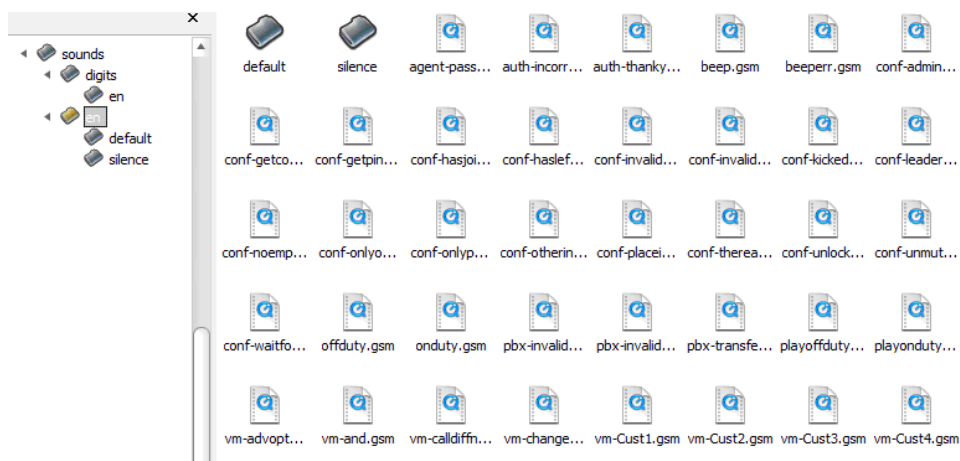 ×
sounds
digits
en
en
default
silence
default silence agent-pass... auth-incorr... auth-thanky... beep.gsm beeperr.gsm conf-admin...
conf-getco... conf-getpin... conf-hasjoi... conf-haslef... conf-invalid... conf-invalid... conf-kicked... conf-leader...
conf-noemp... conf-onlyo... conf-onlyp... conf-otherin... conf-placei... conf-therea... conf-unlock... conf-unmut...
conf-waitfo... offduty.gsm onduty.gsm pbx-invalid... pbx-invalid... pbx-transfe... playoffduty... playonduty...
vm-advopt... vm-and.gsm vm-calldiffn... vm-change... vm-Cust1.gsm vm-Cust2.gsm vm-Cust3.gsm vm-Cust4.gsm